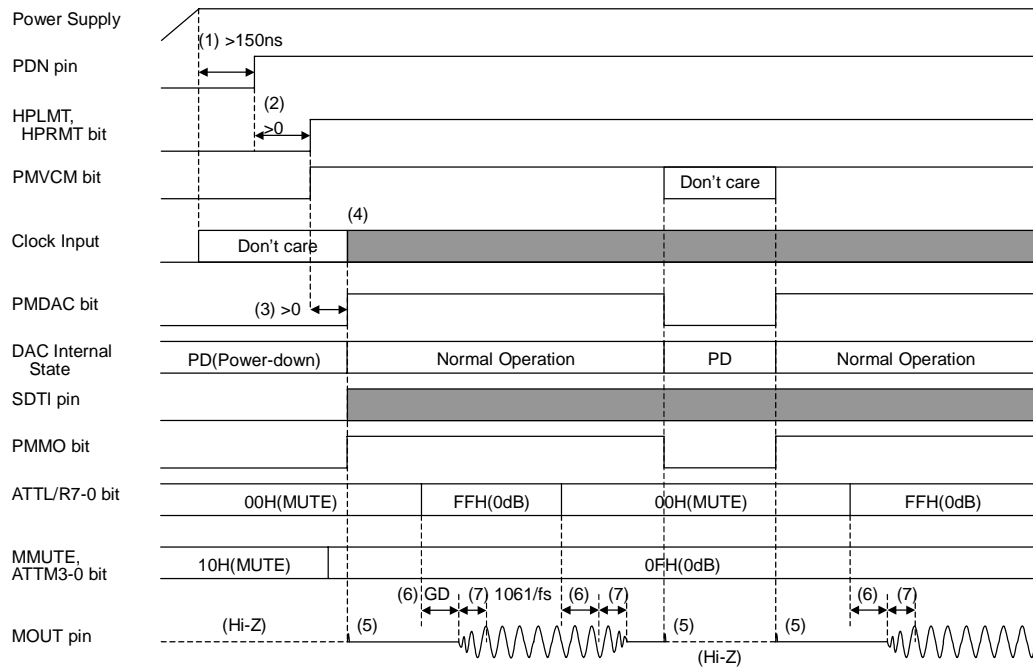 Power Supply
(1) >150ns
PDN pin
(2)
>0
HPLMT,
HPRMT bit
PMVCM bit
Don't care
(4)
Clock Input
Don't care
PMDAC bit
(3) >0
DAC Internal
State
PD(Power-down)
Normal Operation
PD
Normal Operation
SDTI pin
PMMO bit
ATTL/R7-0 bit
00H(MUTE)
FFH(0dB)
00H(MUTE)
FFH(0dB)
MMUTE,
ATTM3-0 bit
10H(MUTE)
0FH(0dB)
(6) GD (7) 1061/fs (6) (7) (6) (7)
MOUT pin
(Hi-Z) (5) (5) (5)
(Hi-Z)